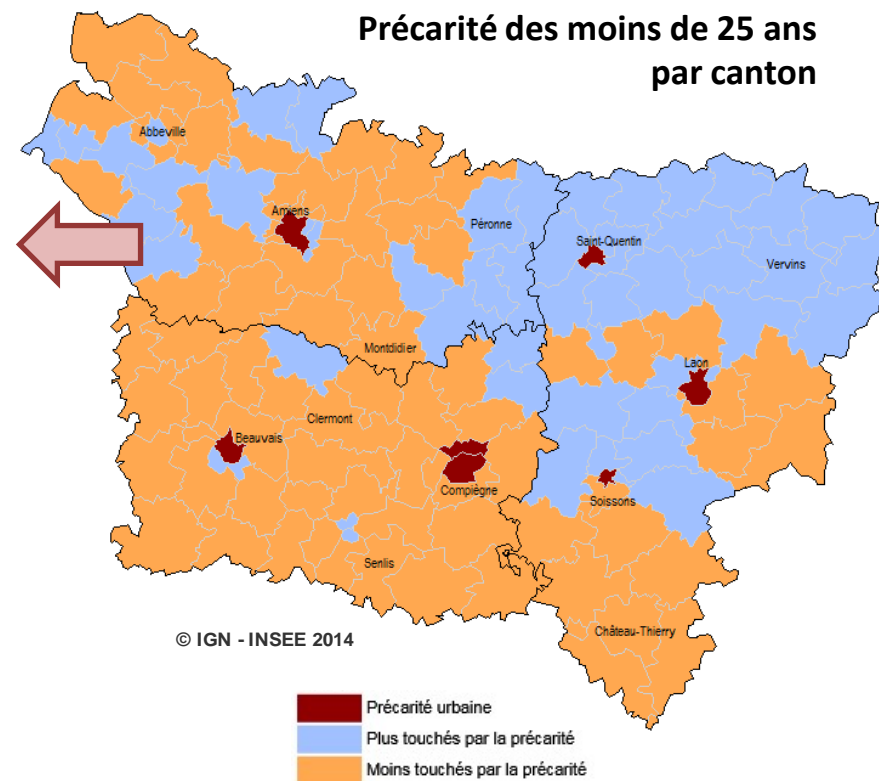 Précarité des moins de 25 ans
par canton
Abbeville
Amiens
Péronne
Saint-Quentin
Vervins
Montdidier
Laon
Clermont
Beauvais
Compiègne
Soissons
Senlis
Château-Thierry
© IGN - INSEE 2014
Précarité urbaine
Plus touchés par la précarité
Moins touchés par la précarité